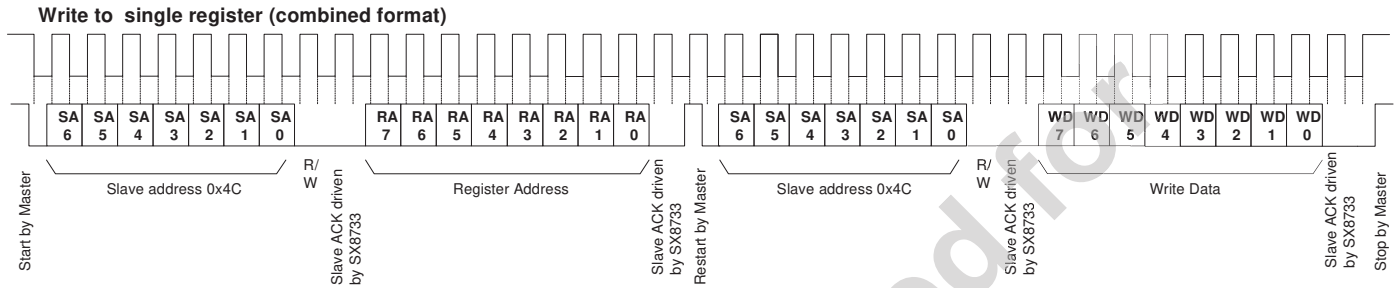 Write to single register (combined format)
SA 6 SA 5 SA 4 SA 3 SA 2 SA 1 SA 0 RA 7 RA 6 RA 5 RA 4 RA 3 RA 2 RA 1 RA 0 SA 6 SA 5 SA 4 SA 3 SA 2 SA 1 SA 0 WD 7 WD 6 WD 5 WD 4 WD 3 WD 2 WD 1 WD 0
Start by Master
Slave address 0x4C
R/
W
Slave ACK driven
by SX8733
Register Address
Slave ACK driven
by SX8733
Restart by Master
Slave address 0x4C
R/
W
Slave ACK driven
by SX8733
Write Data
Slave ACK driven
by SX8733
Stop by Master
ed for